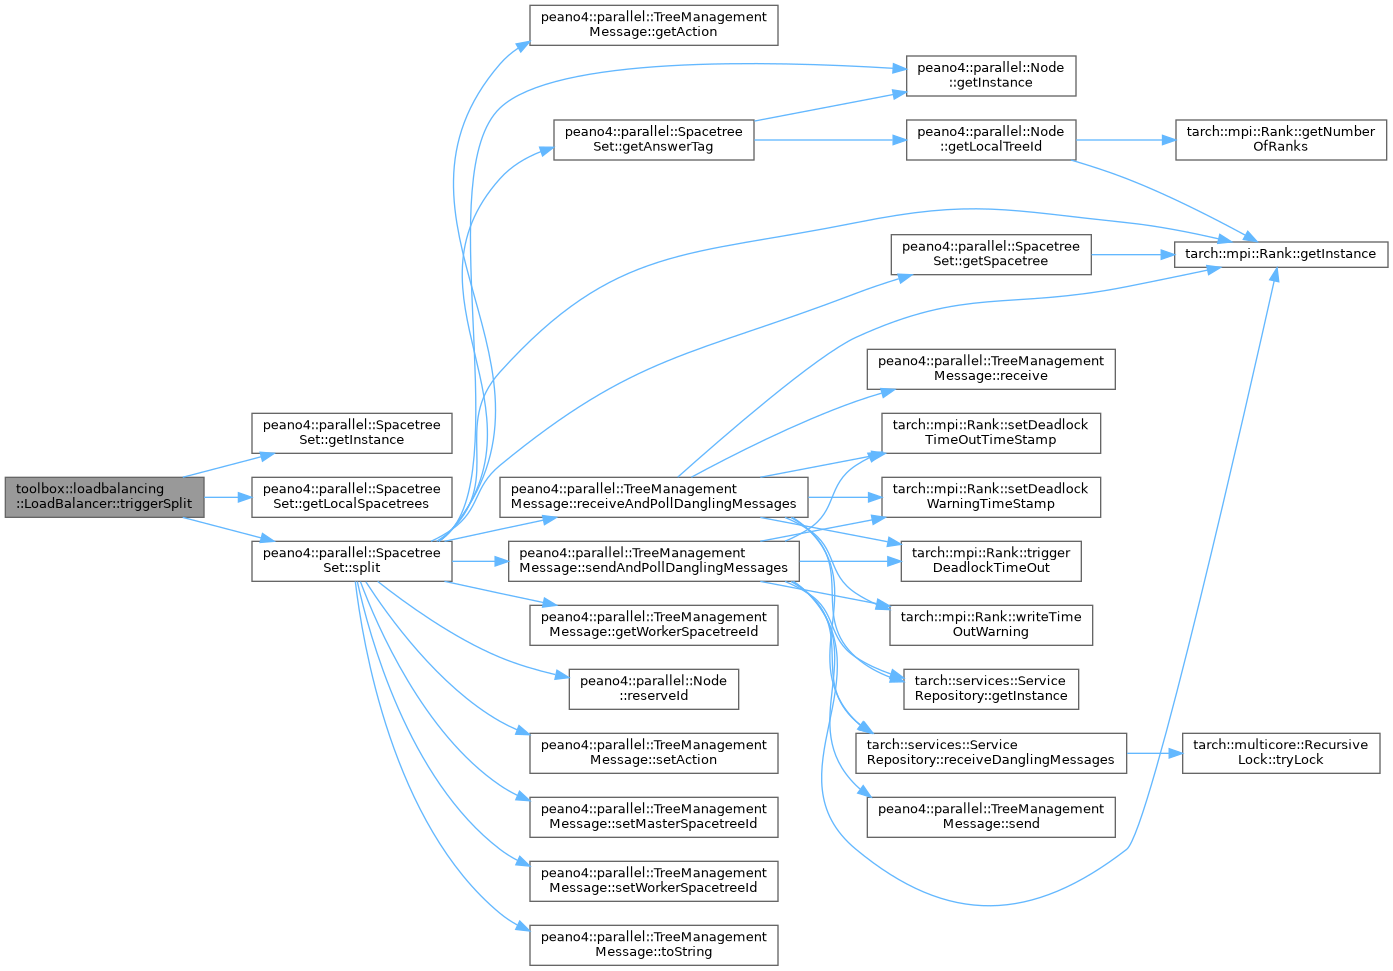 toolbox::loadbalancing
::LoadBalancer::triggerSplit
peano4::parallel::Spacetree
Set::getInstance
peano4::parallel::Spacetree
Set::getLocalSpacetrees
peano4::parallel::Spacetree
Set::split
peano4::parallel::TreeManagement
Message::getAction
peano4::parallel::Spacetree
Set::getAnswerTag
peano4::parallel::TreeManagement
Message::receiveAndPollDanglingMessages
peano4::parallel::TreeManagement
Message::sendAndPollDanglingMessages
peano4::parallel::TreeManagement
Message::getWorkerSpacetreeId
peano4::parallel::Node
::reserveId
peano4::parallel::TreeManagement
Message::setAction
peano4::parallel::TreeManagement
Message::setMasterSpacetreeId
peano4::parallel::TreeManagement
Message::setWorkerSpacetreeId
peano4::parallel::TreeManagement
Message::toString
peano4::parallel::Node
::getInstance
peano4::parallel::Node
::getLocalTreeId
peano4::parallel::Spacetree
Set::getSpacetree
peano4::parallel::TreeManagement
Message::receive
tarch::mpi::Rank::setDeadlock
TimeOutTimeStamp
tarch::mpi::Rank::setDeadlock
WarningTimeStamp
tarch::mpi::Rank::trigger
DeadlockTimeOut
tarch::mpi::Rank::writeTime
OutWarning
tarch::services::Service
Repository::getInstance
tarch::services::Service
Repository::receiveDanglingMessages
peano4::parallel::TreeManagement
Message::send
tarch::mpi::Rank::getNumber
OfRanks
tarch::mpi::Rank::getInstance
tarch::multicore::Recursive
Lock::tryLock